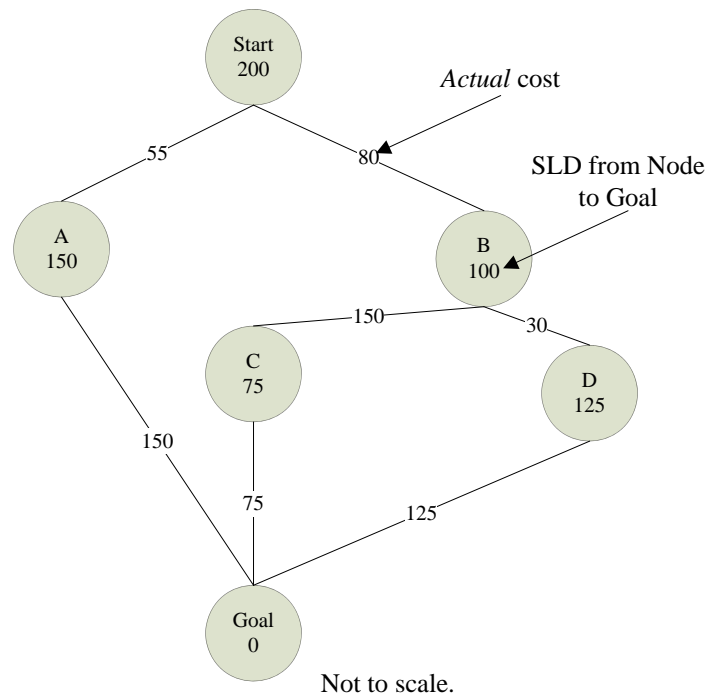 Start
200
Actual cost
55
80
SLD from Node
to Goal
A
150
B
100
150
30
C
75
D
125
150
75
125
Goal
0
Not to scale.